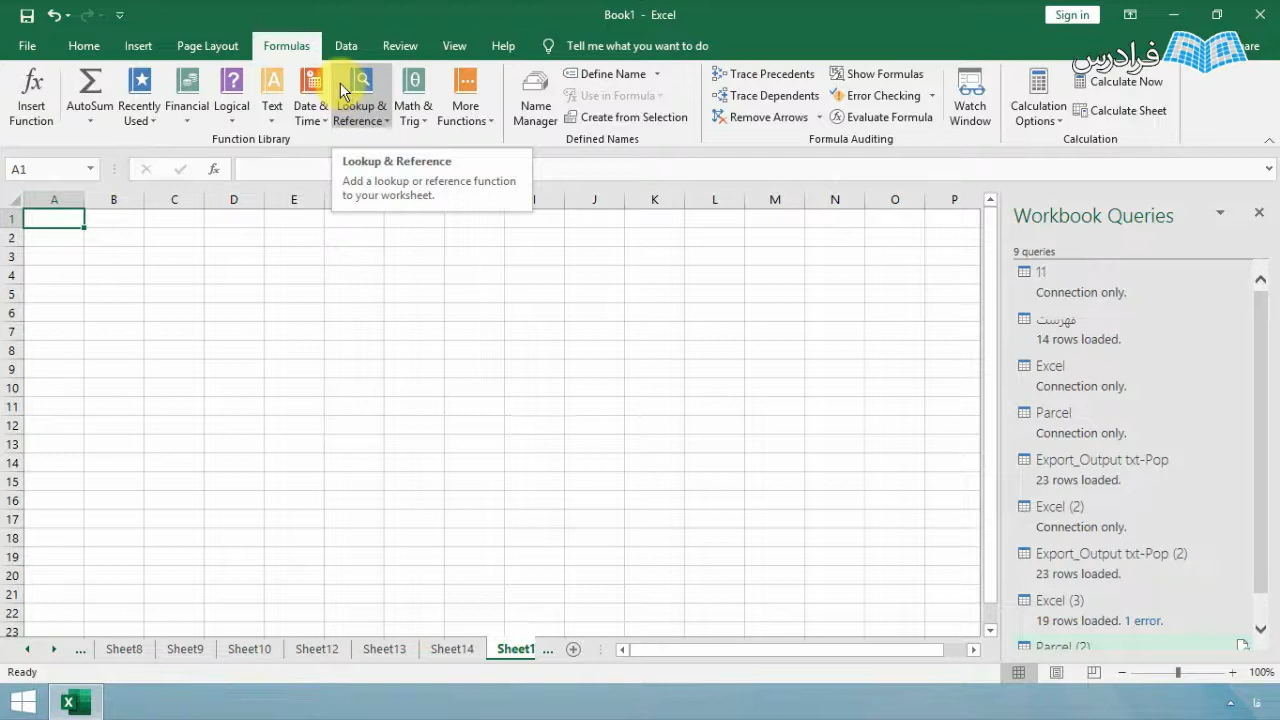 Book1 - Excel
Sign in
File Home Insert Page Layout Formulas Data Review View Help Tell me what you want to do
فرادرس
Insert Function
AutoSum
Recently Used
Financial
Logical
Text
Date & Time
Lookup & Reference
Math & Trig
More Functions
Function Library
Name Manager
Define Name
Use in Formula
Create from Selection
Defined Names
Trace Precedents
Trace Dependents
Remove Arrows
Show Formulas
Error Checking
Evaluate Formula
Formula Auditing
Watch Window
Calculation Options
Calculate Now
Calculate Sheet
Calculation
A1
fx
Lookup & Reference
Add a lookup or reference function
to your worksheet.
A B C D E I J K L M N O P
1
2
3
4
5
6
7
8
9
10
11
12
13
14
15
16
17
18
19
20
21
22
23
Workbook Queries
9 queries
11
Connection only.
فهرست
14 rows loaded.
Excel
Connection only.
Parcel
Connection only.
Export_Output txt-Pop
23 rows loaded.
Excel (2)
Connection only.
Export_Output txt-Pop (2)
23 rows loaded.
Excel (3)
19 rows loaded. 1 error.
Parcel (2)
... Sheet8 Sheet9 Sheet10 Sheet12 Sheet13 Sheet14 Sheet1 ...
Ready
100%
فا